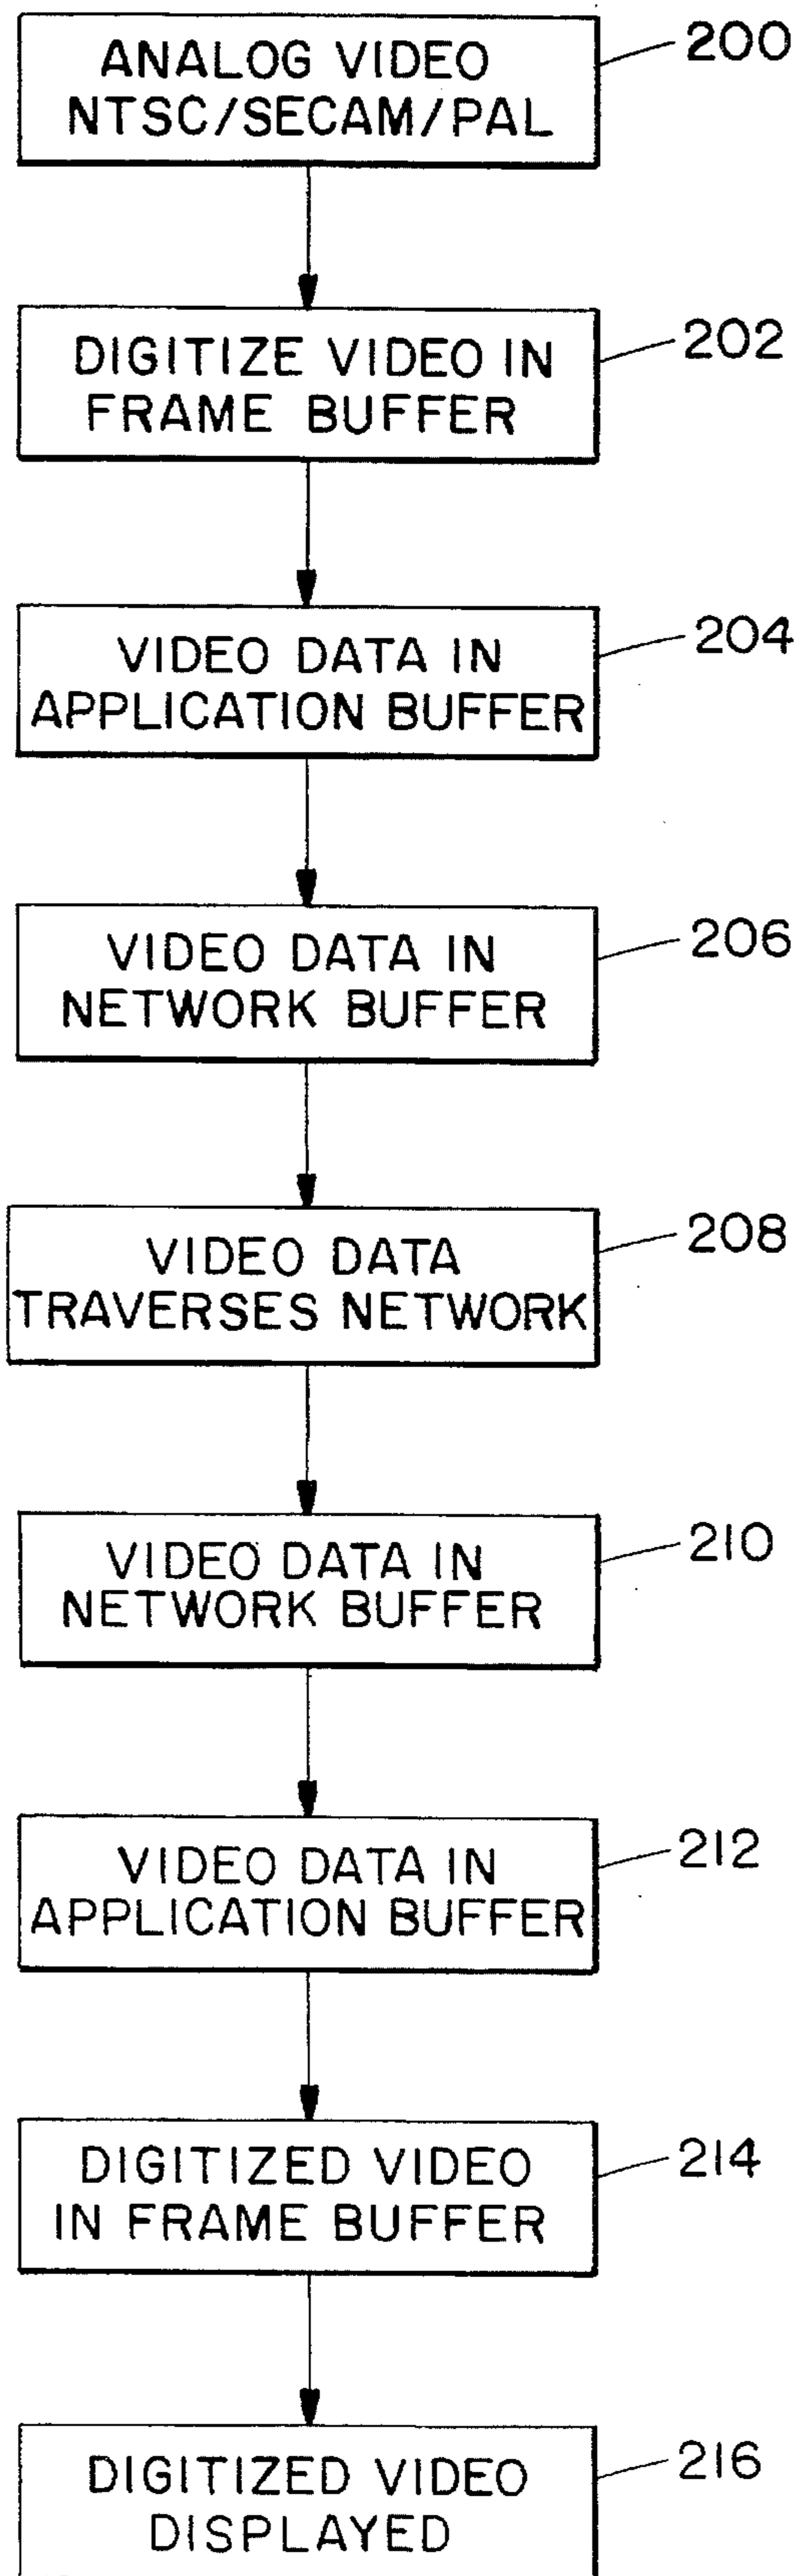 ANALOG VIDEO
NTSC/SECAM/PAL
200
DIGITIZE VIDEO IN
FRAME BUFFER
202
VIDEO DATA IN
APPLICATION BUFFER
204
VIDEO DATA IN
NETWORK BUFFER
206
VIDEO DATA
TRAVERSES NETWORK
208
VIDEO DATA IN
NETWORK BUFFER
210
VIDEO DATA IN
APPLICATION BUFFER
212
DIGITIZED VIDEO
IN FRAME BUFFER
214
DIGITIZED VIDEO
DISPLAYED
216